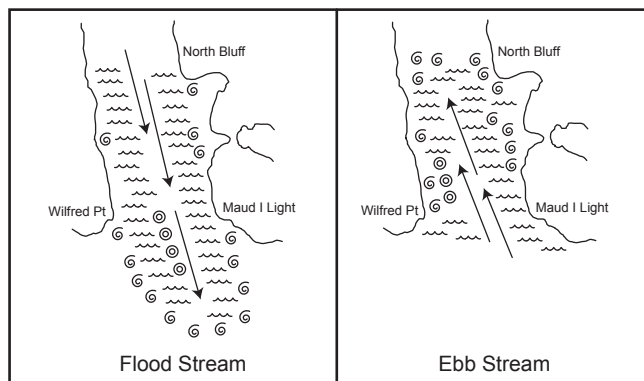 North Bluff
Wilfred Pt
Maud I Light
Flood Stream
North Bluff
Wilfred Pt
Maud I Light
Ebb Stream